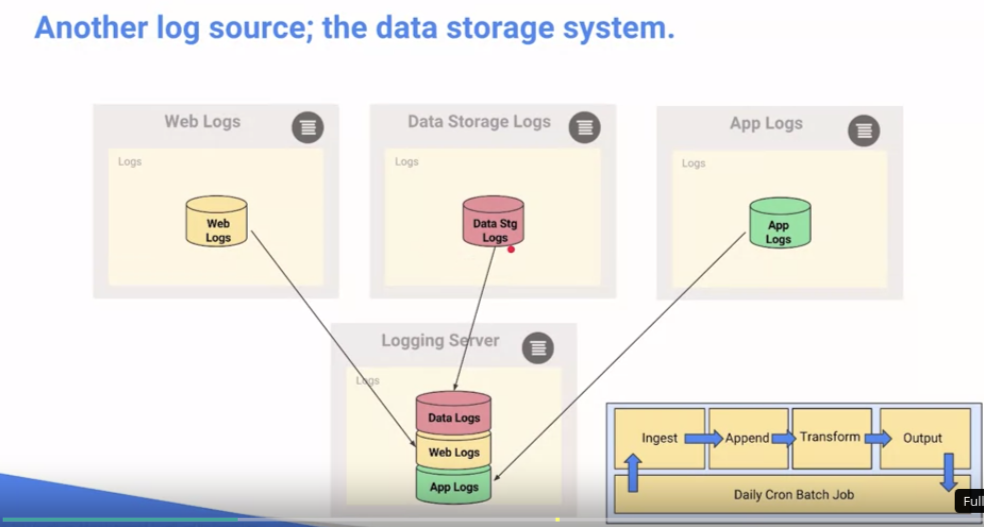 Another log source; the data storage system.
Web Logs
Data Storage Logs
App Logs
Logs
Logs
Logs
Web
Logs
Data Stg
Logs
App
Logs
Logging Server
Logs
Data Logs
Web Logs
App Logs
Ingest
Append
Transform
Output
Daily Cron Batch Job
Full